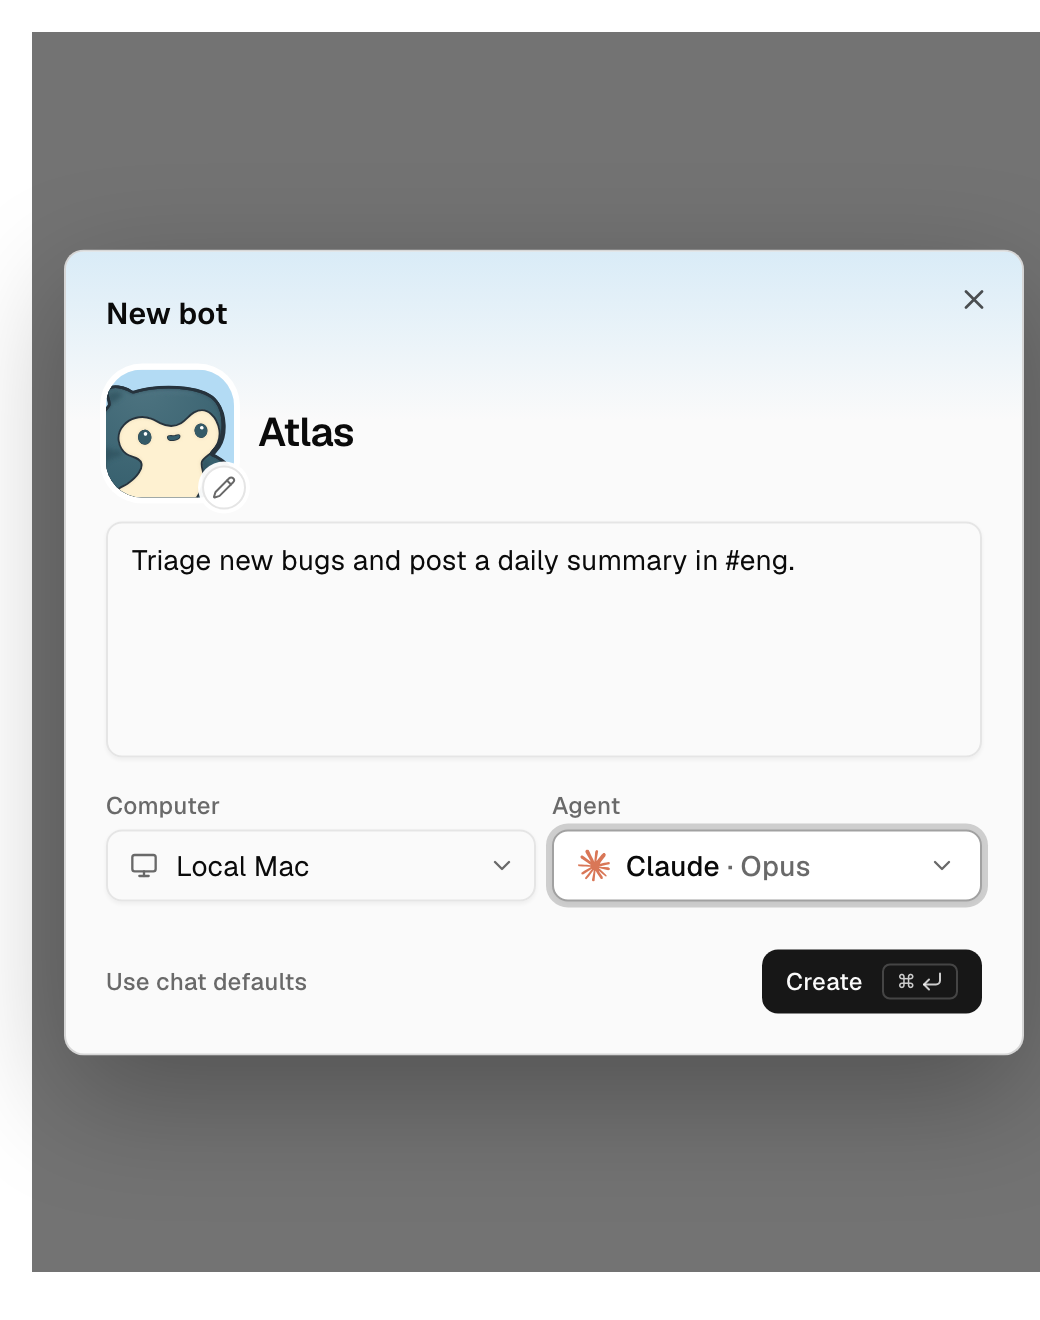 New bot
Atlas
Triage new bugs and post a daily summary in #eng.
Computer
Agent
Local Mac
Claude · Opus
Use chat defaults
Create ⌘ ↵